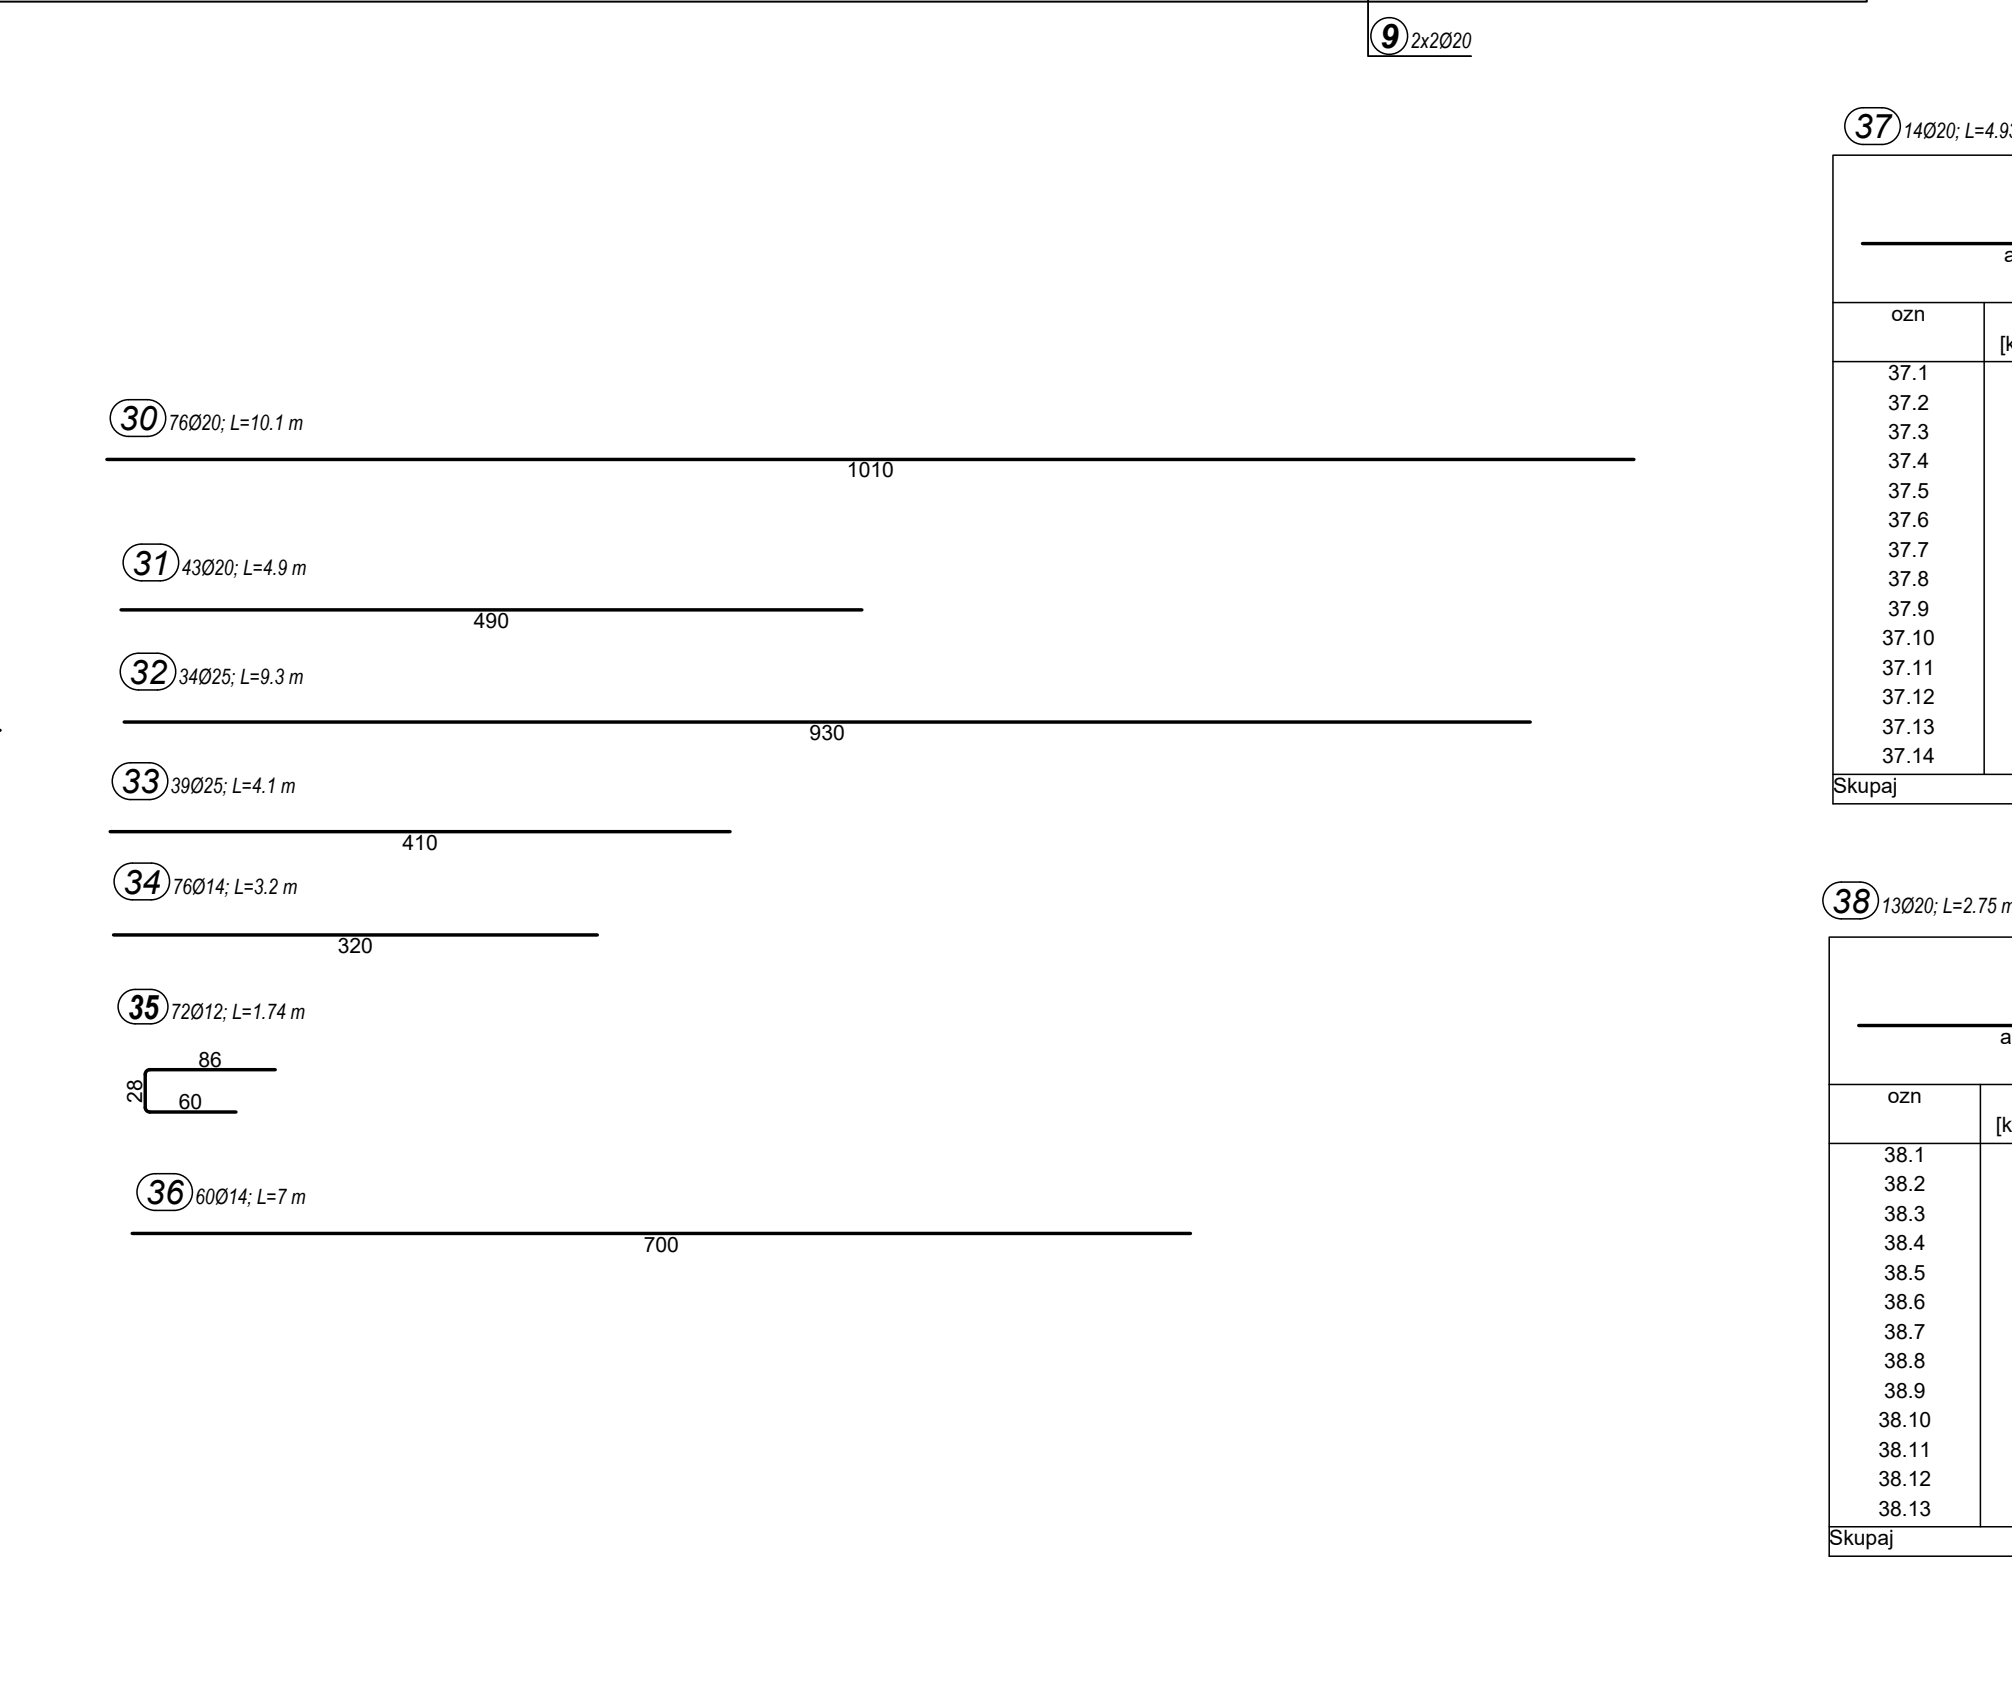 9 2x2Ø20
30 76Ø20; L=10.1 m
1010
31 43Ø20; L=4.9 m
490
32 34Ø25; L=9.3 m
930
33 39Ø25; L=4.1 m
410
34 76Ø14; L=3.2 m
320
35 72Ø12; L=1.74 m
86
28
60
36 60Ø14; L=7 m
700
37 14Ø20; L=4.93
a
ozn
[k
37.1
37.2
37.3
37.4
37.5
37.6
37.7
37.8
37.9
37.10
37.11
37.12
37.13
37.14
Skupaj
38 13Ø20; L=2.75 m
a
ozn
[k
38.1
38.2
38.3
38.4
38.5
38.6
38.7
38.8
38.9
38.10
38.11
38.12
38.13
Skupaj